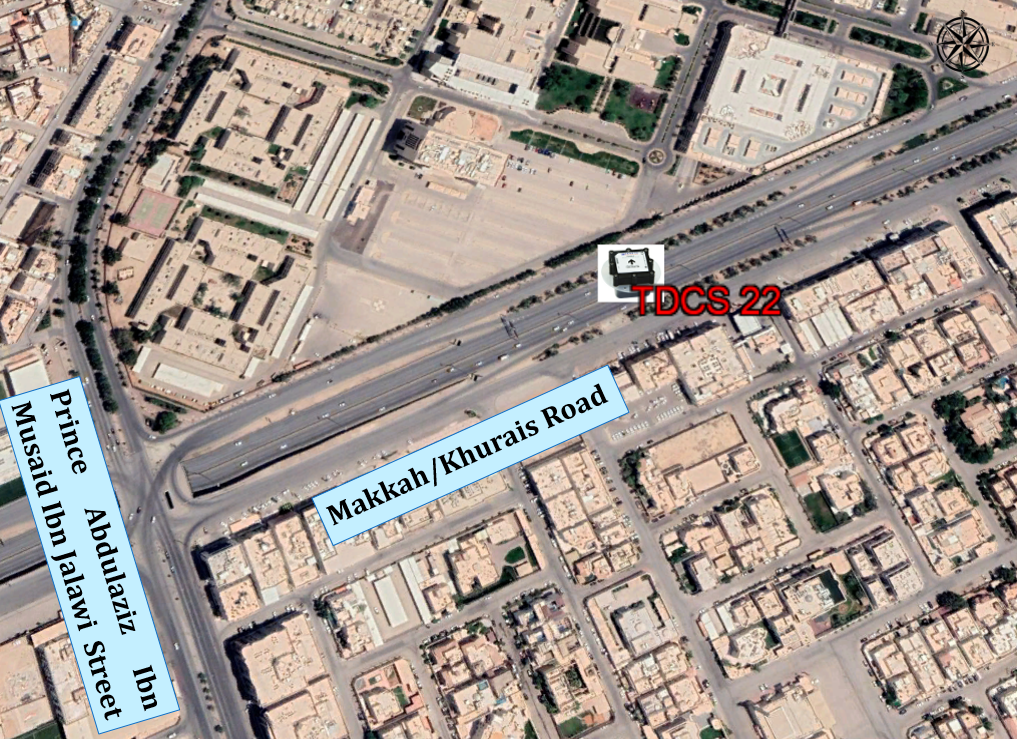 TDCS 22
Makkah/Khurais Road
Prince Abdulaziz Ibn
Musaid Ibn Jalawi Street